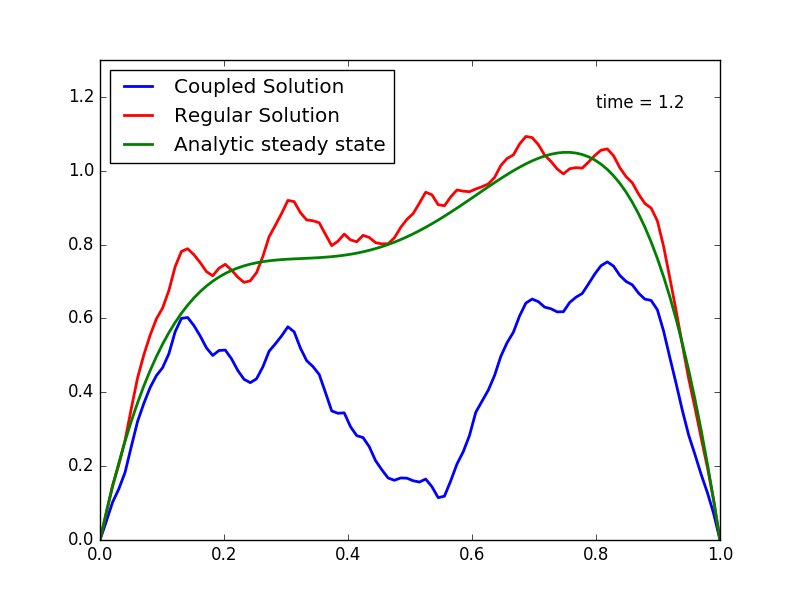 1.2
1.0
0.8
0.6
0.4
0.2
0.0
Coupled Solution
Regular Solution
Analytic steady state
time = 1.2
0.0 0.2 0.4 0.6 0.8 1.0